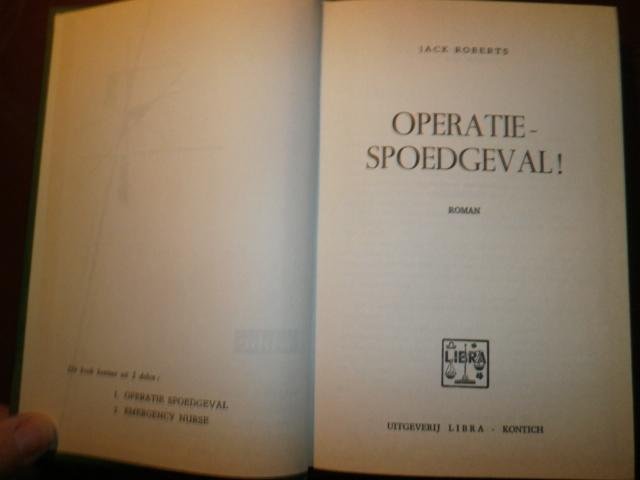 Dit boek bestaat uit 2 delen :
1. OPERATIE SPOEDGEVAL
2. EMERGENCY NURSE
JACK ROBERTS
OPERATIE-
SPOEDGEVAL!
ROMAN
LIBRA
UITGEVERIJ LIBRA - KONTICH